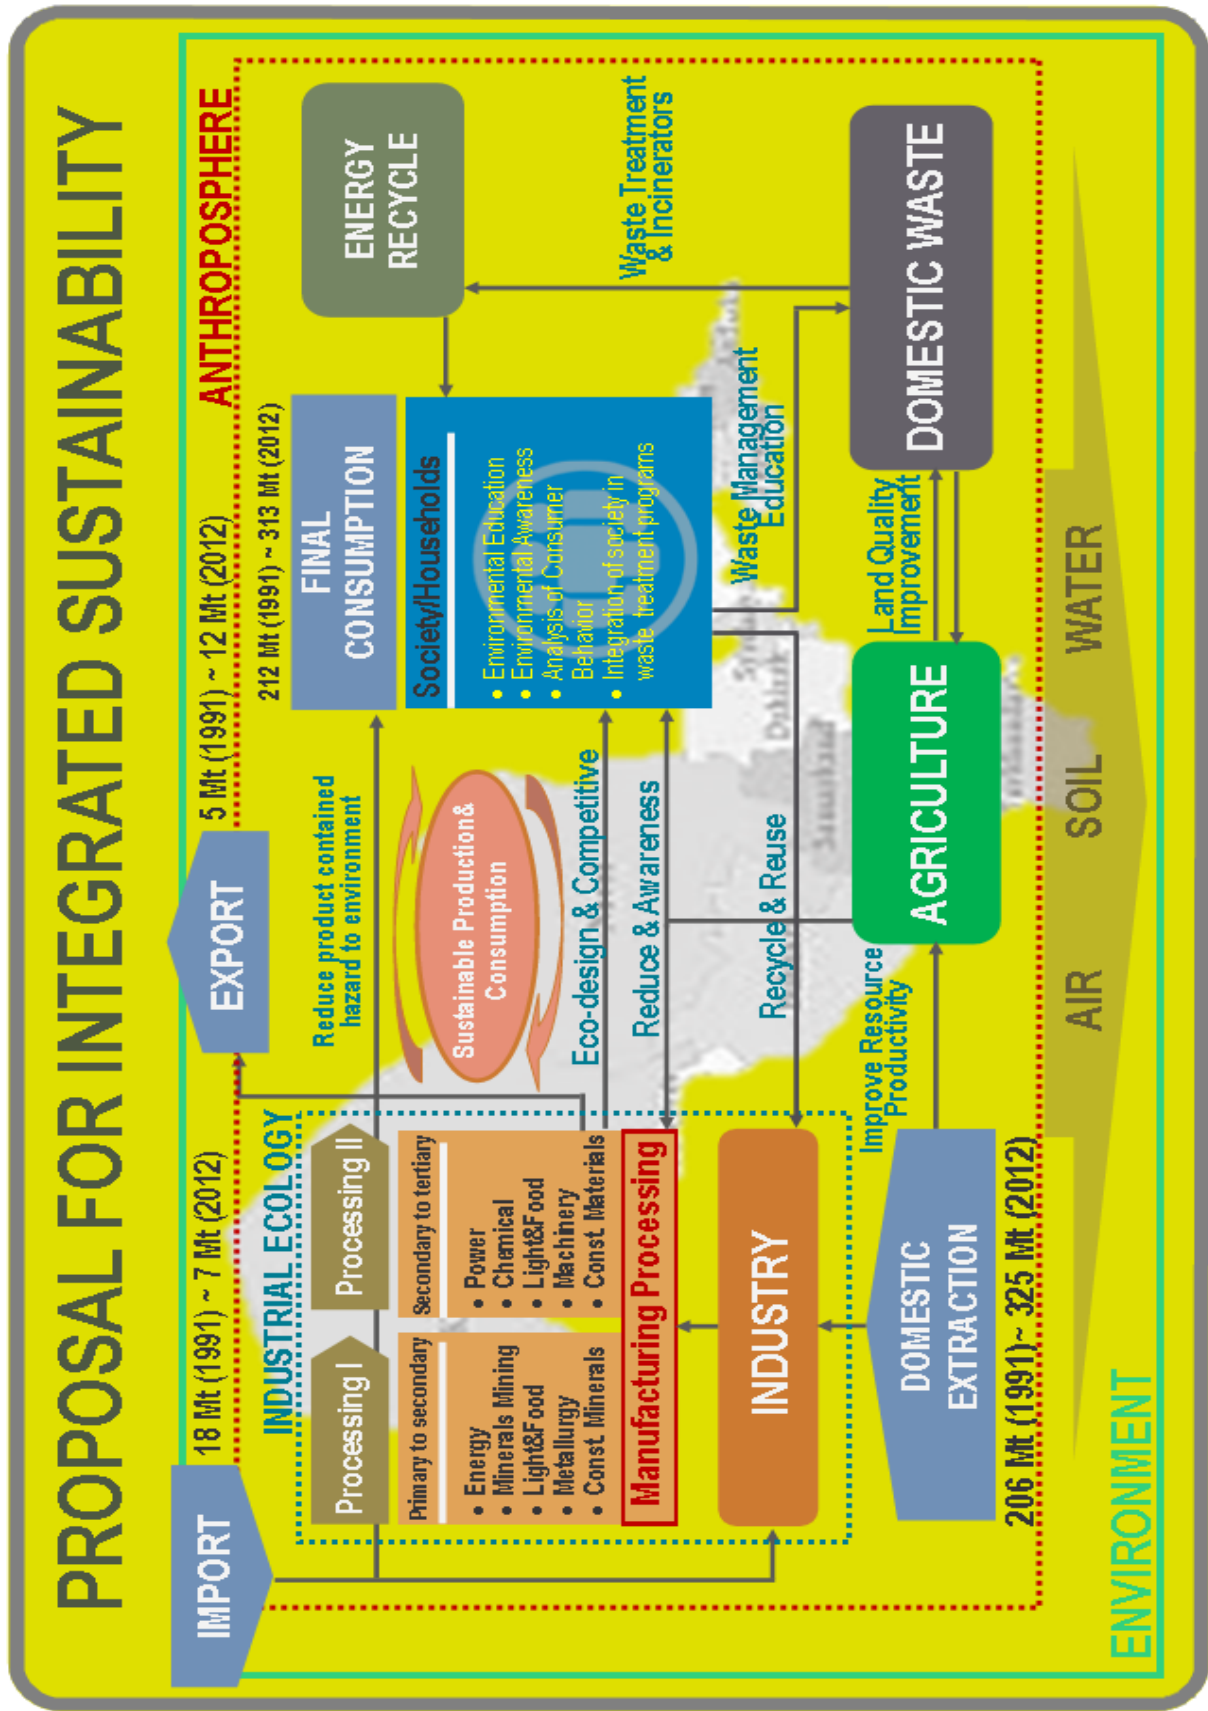 PROPOSAL FOR INTEGRATED SUSTAINABILITY
IMPORT
18 Mt (1991) ~ 7 Mt (2012)
EXPORT
5 Mt (1991) ~ 12 Mt (2012)
ANTHROPOSPHERE
INDUSTRIAL ECOLOGY
Processing I
Processing II
Primary to secondary
• Energy
• Minerals Mining
• Light&Food
• Metallurgy
• Const. Minerals
Secondary to tertiary
• Power
• Chemical
• Light&Food
• Machinery
• Const. Materials
Manufacturing Processing
INDUSTRY
Reduce product contained
hazard to environment
Sustainable Production&
Consumption
Eco-design & Competitive
Reduce & Awareness
Recycle & Reuse
212 Mt (1991) ~ 313 Mt (2012)
FINAL
CONSUMPTION
Society/Households
• Environmental Education
• Environmental Awareness
• Analysis of Consumer
Behavior
• Integration of society in
waste treatment programs
ENERGY
RECYCLE
Waste Treatment
& Incinerators
Waste Management
Education
DOMESTIC
EXTRACTION
206 Mt (1991)~ 325 Mt (2012)
Improve Resource
Productivity
AGRICULTURE
Land Quality
Improvement
DOMESTIC WASTE
AIR
SOIL
WATER
ENVIRONMENT